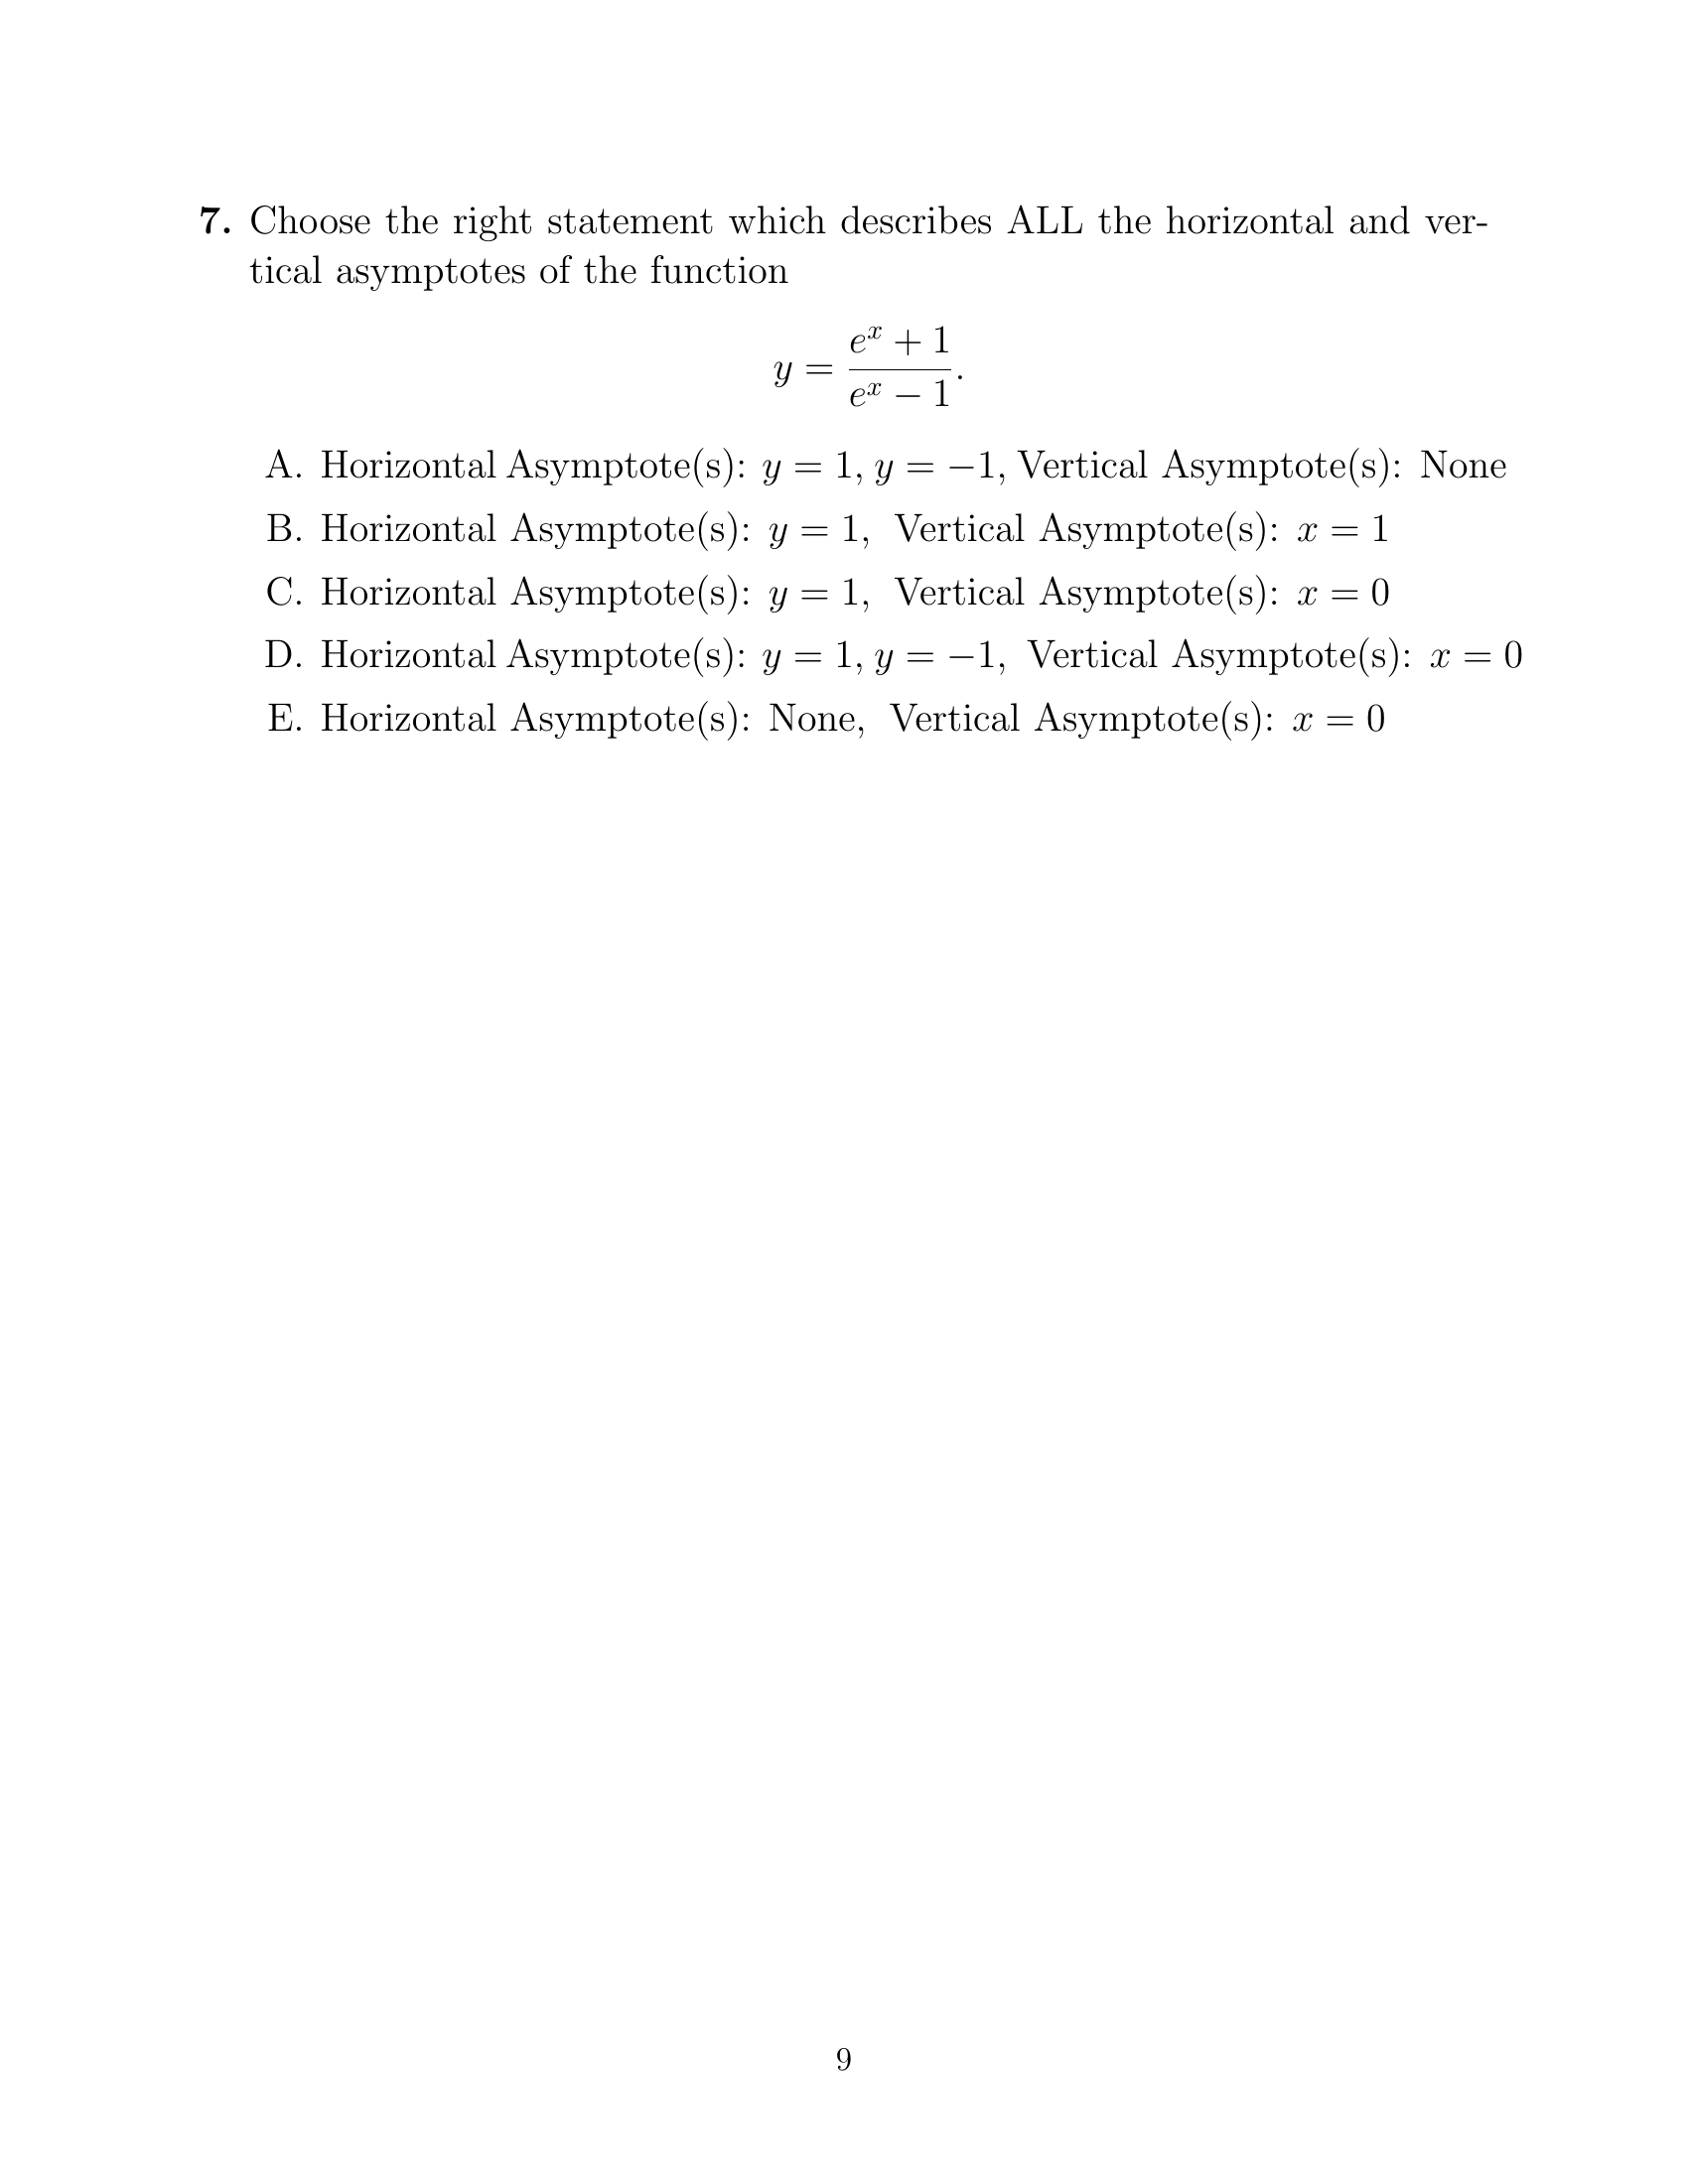 7. Choose the right statement which describes ALL the horizontal and ver-
tical asymptotes of the function
y = \frac{e^x + 1}{e^x - 1}.
A. Horizontal Asymptote(s): y = 1, y = −1, Vertical Asymptote(s): None
B. Horizontal Asymptote(s): y = 1, Vertical Asymptote(s): x = 1
C. Horizontal Asymptote(s): y = 1, Vertical Asymptote(s): x = 0
D. Horizontal Asymptote(s): y = 1, y = −1, Vertical Asymptote(s): x = 0
E. Horizontal Asymptote(s): None, Vertical Asymptote(s): x = 0
9